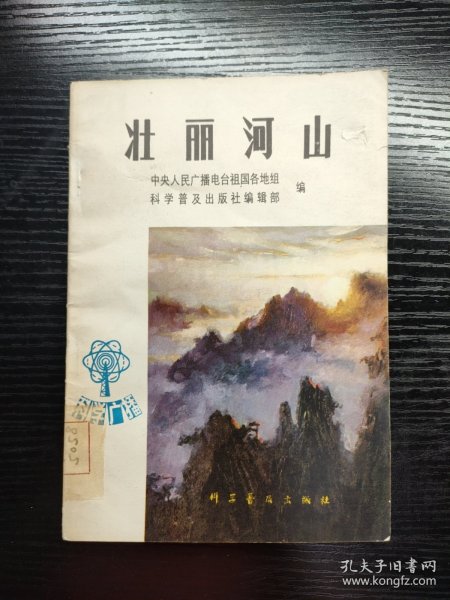 壮丽河山
中央人民广播电台祖国各地组
科学普及出版社编辑部
编
科学广播
8505
科学普及出版社
孔夫子旧书网
www.kongfz.com